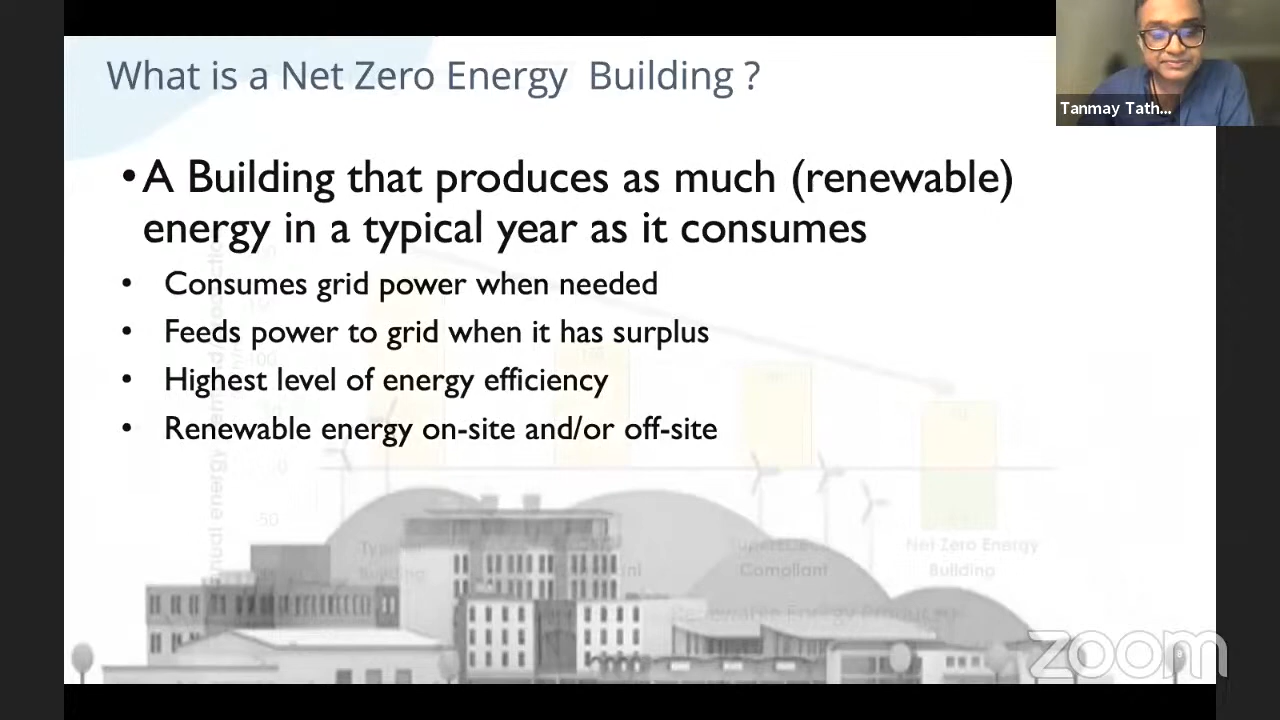 What is a Net Zero Energy Building ?
Tanmay Tath...
•A Building that produces as much (renewable)
energy in a typical year as it consumes
• Consumes grid power when needed
• Feeds power to grid when it has surplus
• Highest level of energy efficiency
• Renewable energy on-site and/or off-site
-50
Net Zero Energy
Compliant
Building
Building
Renewable Energy Produced
zoom